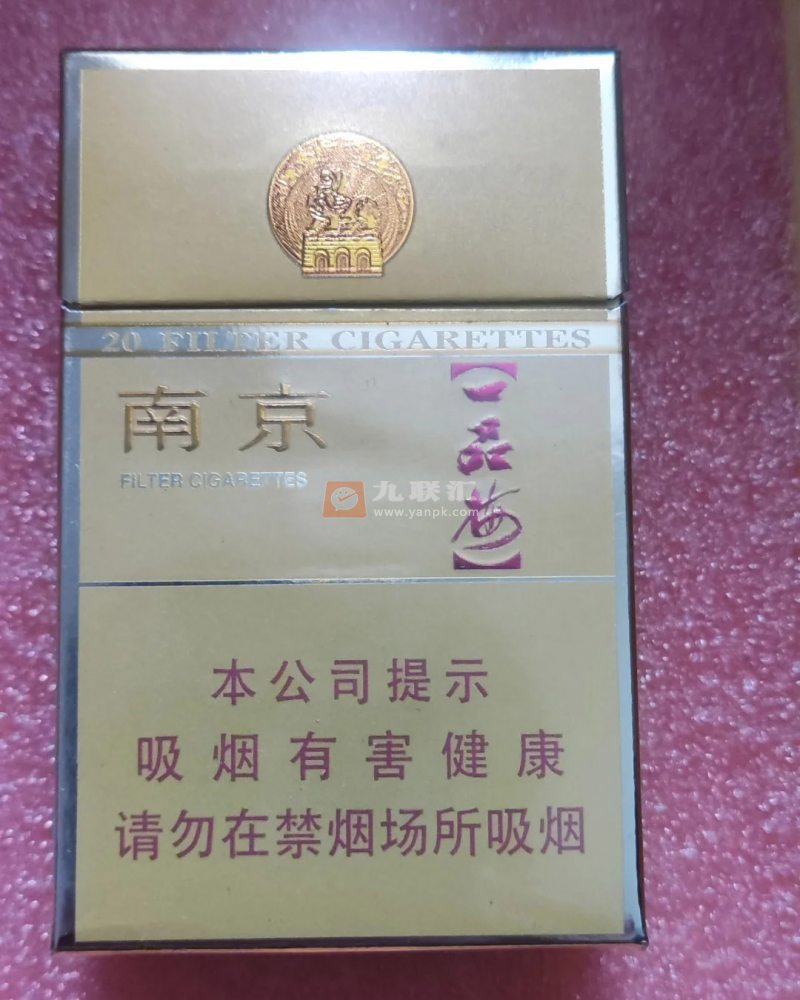 20 FILTER CIGARETTES
南京
FILTER CIGARETTES
【一品梅】
九联汇
www.yanpk.com
本公司提示
吸烟有害健康
请勿在禁烟场所吸烟